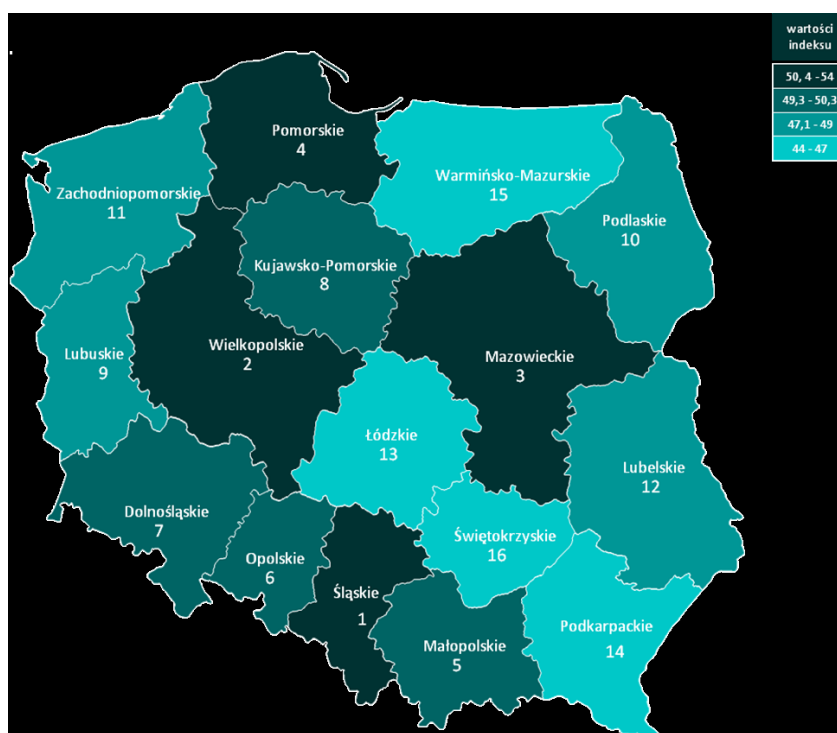 wartości
indeksu
50, 4 - 54
49,3 - 50,3
47,1 - 49
44 - 47
Pomorskie
4
Warmińsko-Mazurskie
15
Zachodniopomorskie
11
Podlaskie
10
Kujawsko-Pomorskie
8
Wielkopolskie
2
Lubuskie
9
Mazowieckie
3
Łódzkie
13
Lubelskie
12
Dolnośląskie
7
Świętokrzyskie
16
Opolskie
6
Śląskie
1
Podkarpackie
14
Małopolskie
5